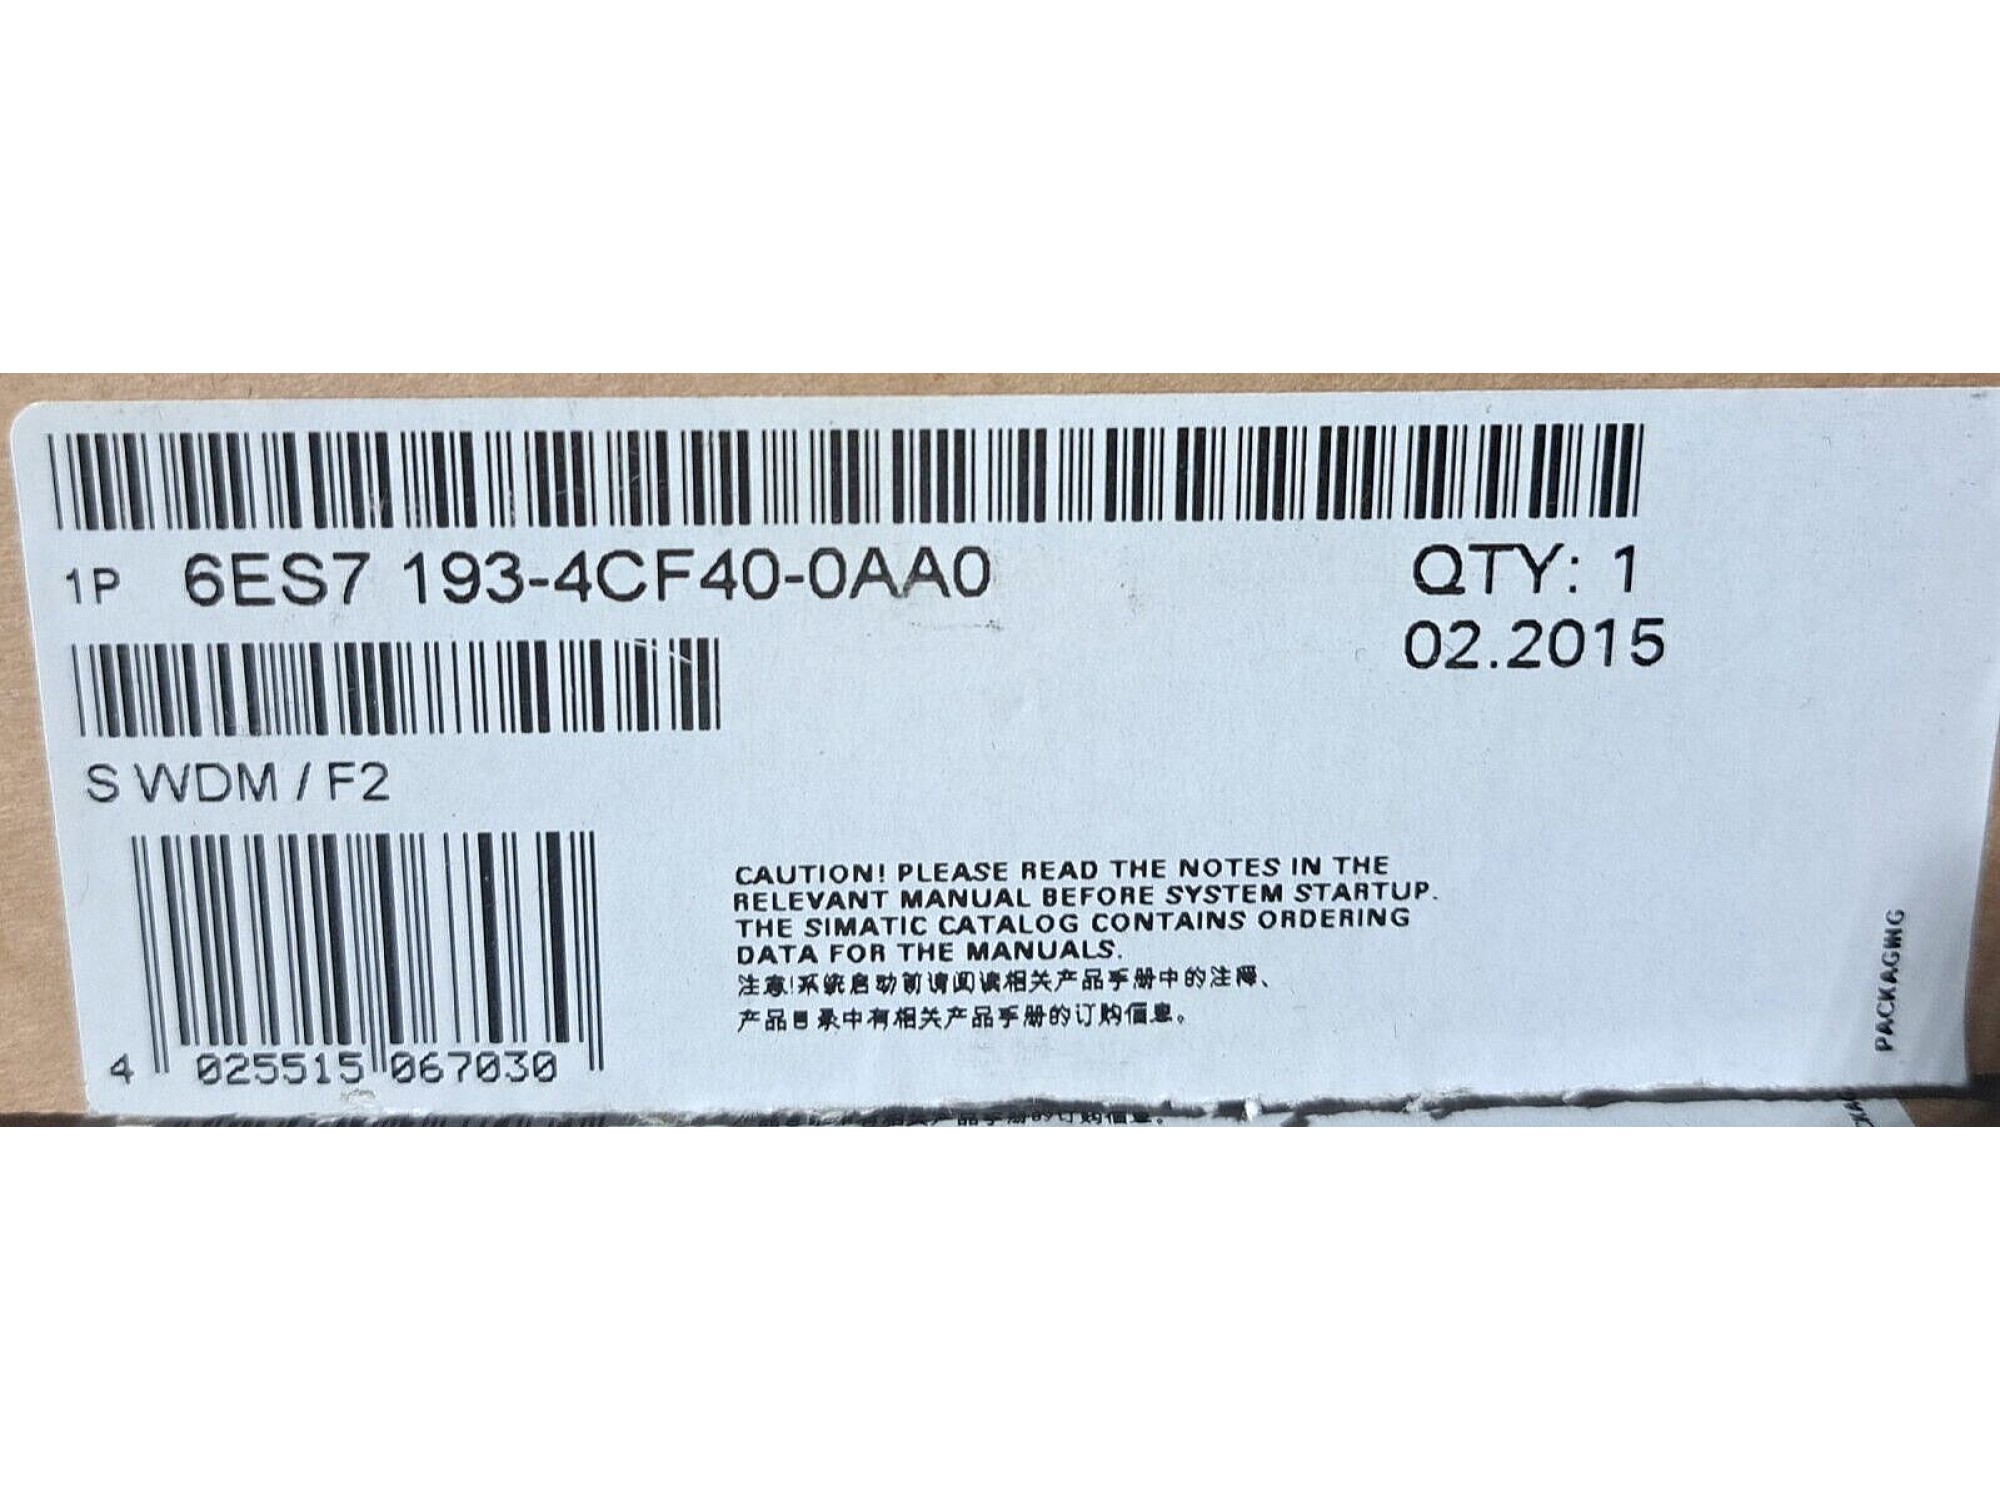 1P 6ES7 193-4CF40-0AA0
QTY: 1
02.2015
S WDM / F2
CAUTION! PLEASE READ THE NOTES IN THE
RELEVANT MANUAL BEFORE SYSTEM STARTUP.
THE SIMATIC CATALOG CONTAINS ORDERING
DATA FOR THE MANUALS.
注意!系统启动前请阅读相关产品手册中的注释、
产品目录中有相关产品手册的订购信息。
4 025515 067030
PACKAGING